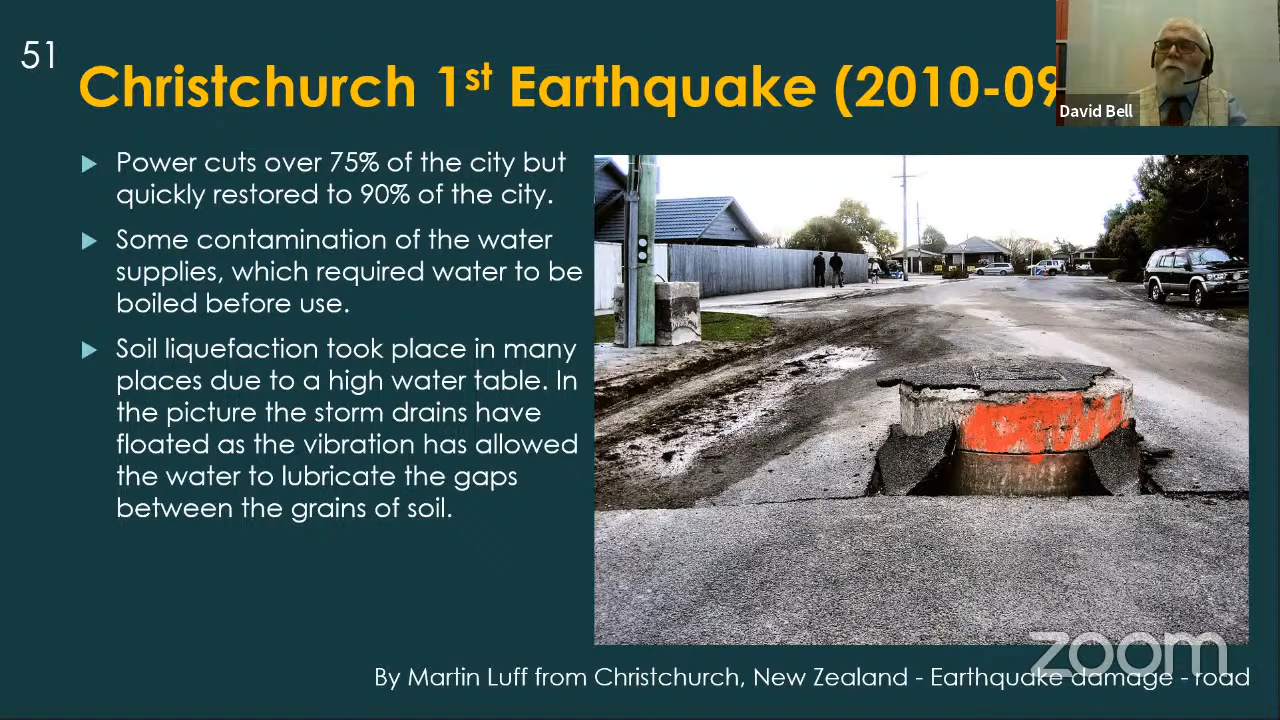 51
Christchurch 1st Earthquake (2010-09
David Bell
Power cuts over 75% of the city but
quickly restored to 90% of the city.
Some contamination of the water
supplies, which required water to be
boiled before use.
Soil liquefaction took place in many
places due to a high water table. In
the picture the storm drains have
floated as the vibration has allowed
the water to lubricate the gaps
between the grains of soil.
zoom
By Martin Luff from Christchurch, New Zealand - Earthquake damage - road